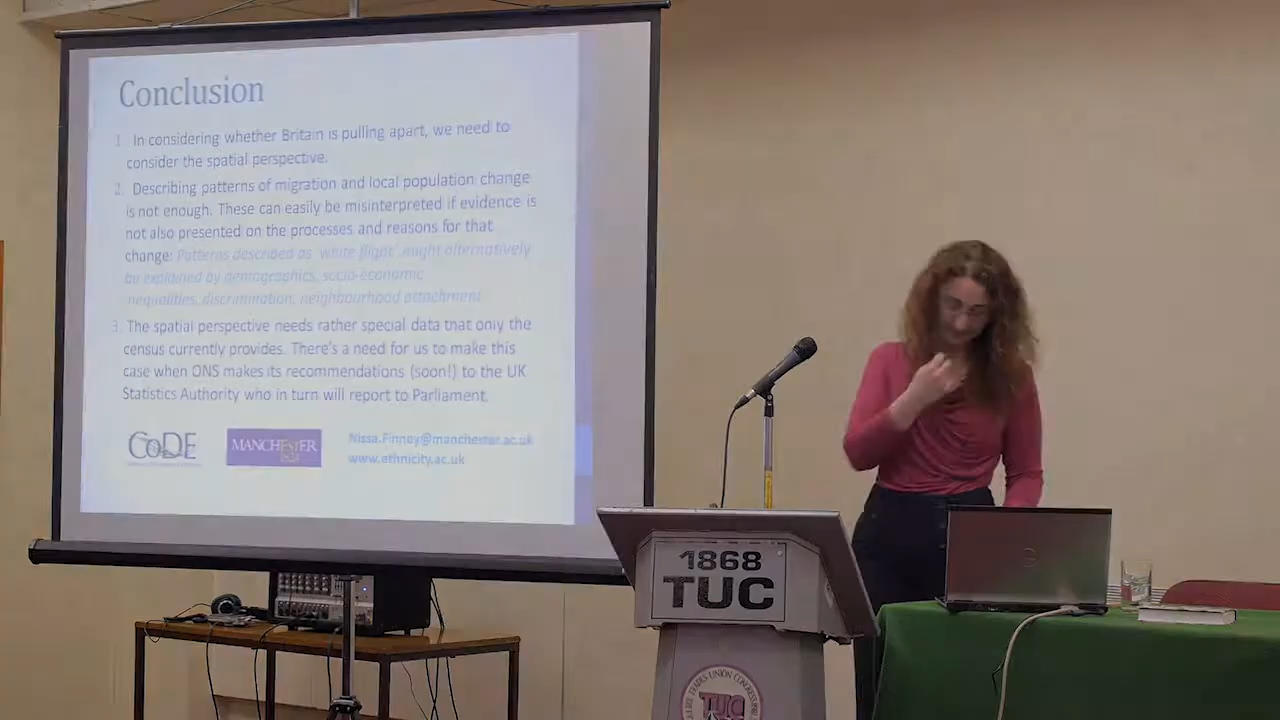 Conclusion
1. In considering whether Britain is pulling apart, we need to
consider the spatial perspective.
2. Describing patterns of migration and local population change
is not enough. These can easily be misinterpreted if evidence is
not also presented on the processes and reasons for that
change: Patterns described as 'white flight' might alternatively
be explained by demographics, socio-economic
inequalities, discrimination, neighbourhood attachment
3. The spatial perspective needs rather special data that only the
census currently provides. There's a need for us to make this
case when ONS makes its recommendations (soon!) to the UK
Statistics Authority who in turn will report to Parliament.
CoDE
MANCHESTER
Nissa.Finney@manchester.ac.uk
www.ethnicity.ac.uk
1868
TUC
TRADES UNION CONGRESS
TUC